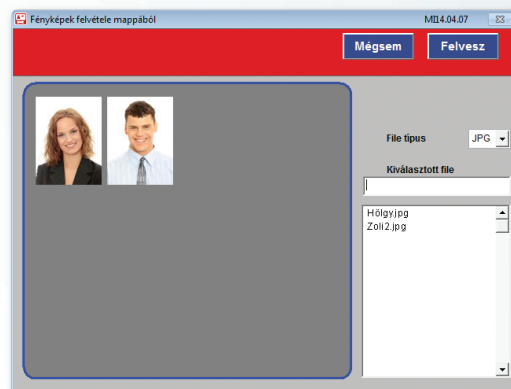 Fényképek felvétele mappából MI14.04.07
Mégsem Felvesz
File típus JPG
Kiválasztott file
Hölgy.jpg
Zoli2.jpg